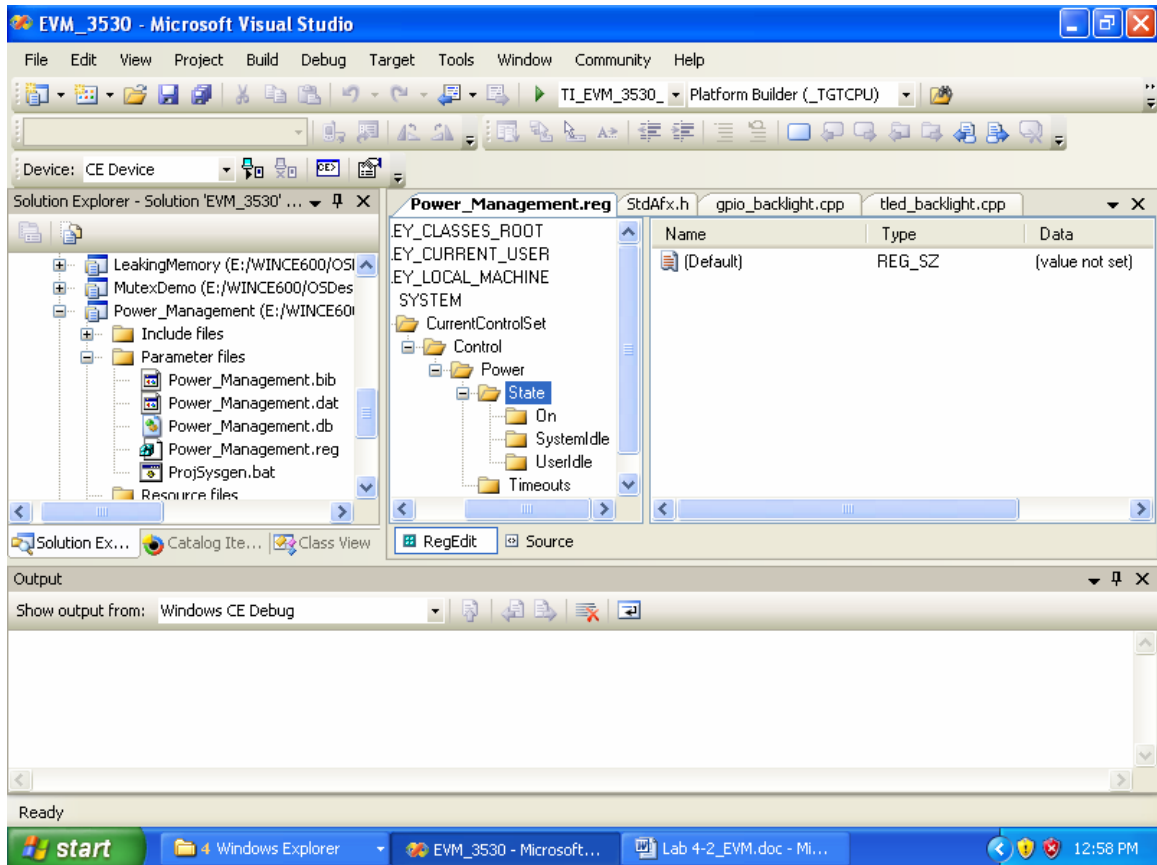 EVM_3530 - Microsoft Visual Studio
File Edit View Project Build Debug Target Tools Window Community Help
TI_EVM_3530_ Platform Builder (_TGTCPU)
Device: CE Device
Solution Explorer - Solution 'EVM_3530' ...
LeakingMemory (E:/WINCE600/OSI
MutexDemo (E:/WINCE600/OSDes
Power_Management (E:/WINCE60
Include files
Parameter files
Power_Management.bib
Power_Management.dat
Power_Management.db
Power_Management.reg
ProjSysgen.bat
Resource files
Solution Ex... Catalog Ite... Class View
Power_Management.reg StdAfx.h gpio_backlight.cpp tled_backlight.cpp
.EY_CLASSES_ROOT
.EY_CURRENT_USER
.EY_LOCAL_MACHINE
SYSTEM
CurrentControlSet
Control
Power
State
On
SystemIdle
UserIdle
Timeouts
Name Type Data
(Default) REG_SZ (value not set)
RegEdit Source
Output
Show output from: Windows CE Debug
Ready
start 4 Windows Explorer EVM_3530 - Microsoft... Lab 4-2_EVM.doc - Mi... 12:58 PM